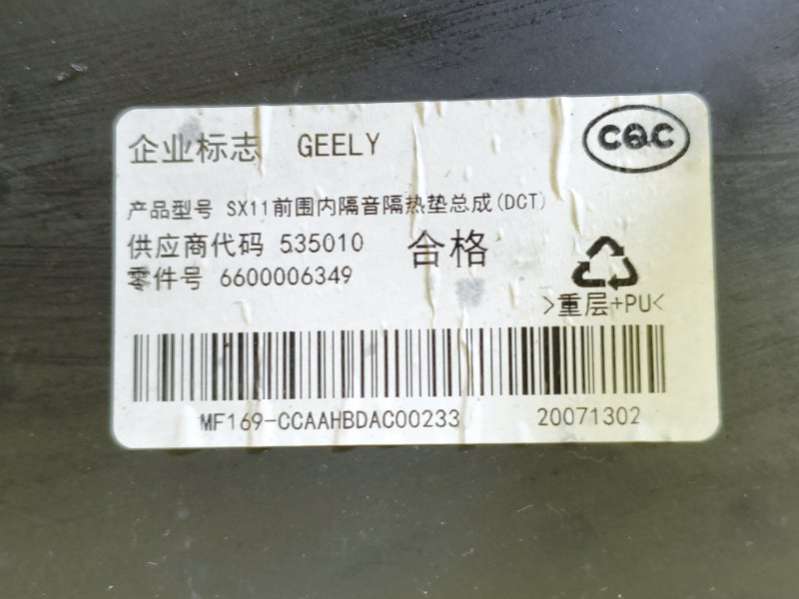 企业标志 GEELY
CQC
产品型号 SX11前围内隔音隔热垫总成(DCT)
供应商代码 535010
合格
零件号 6600006349
>重层+PU<
MF169-CCAAHBDAC00233 20071302